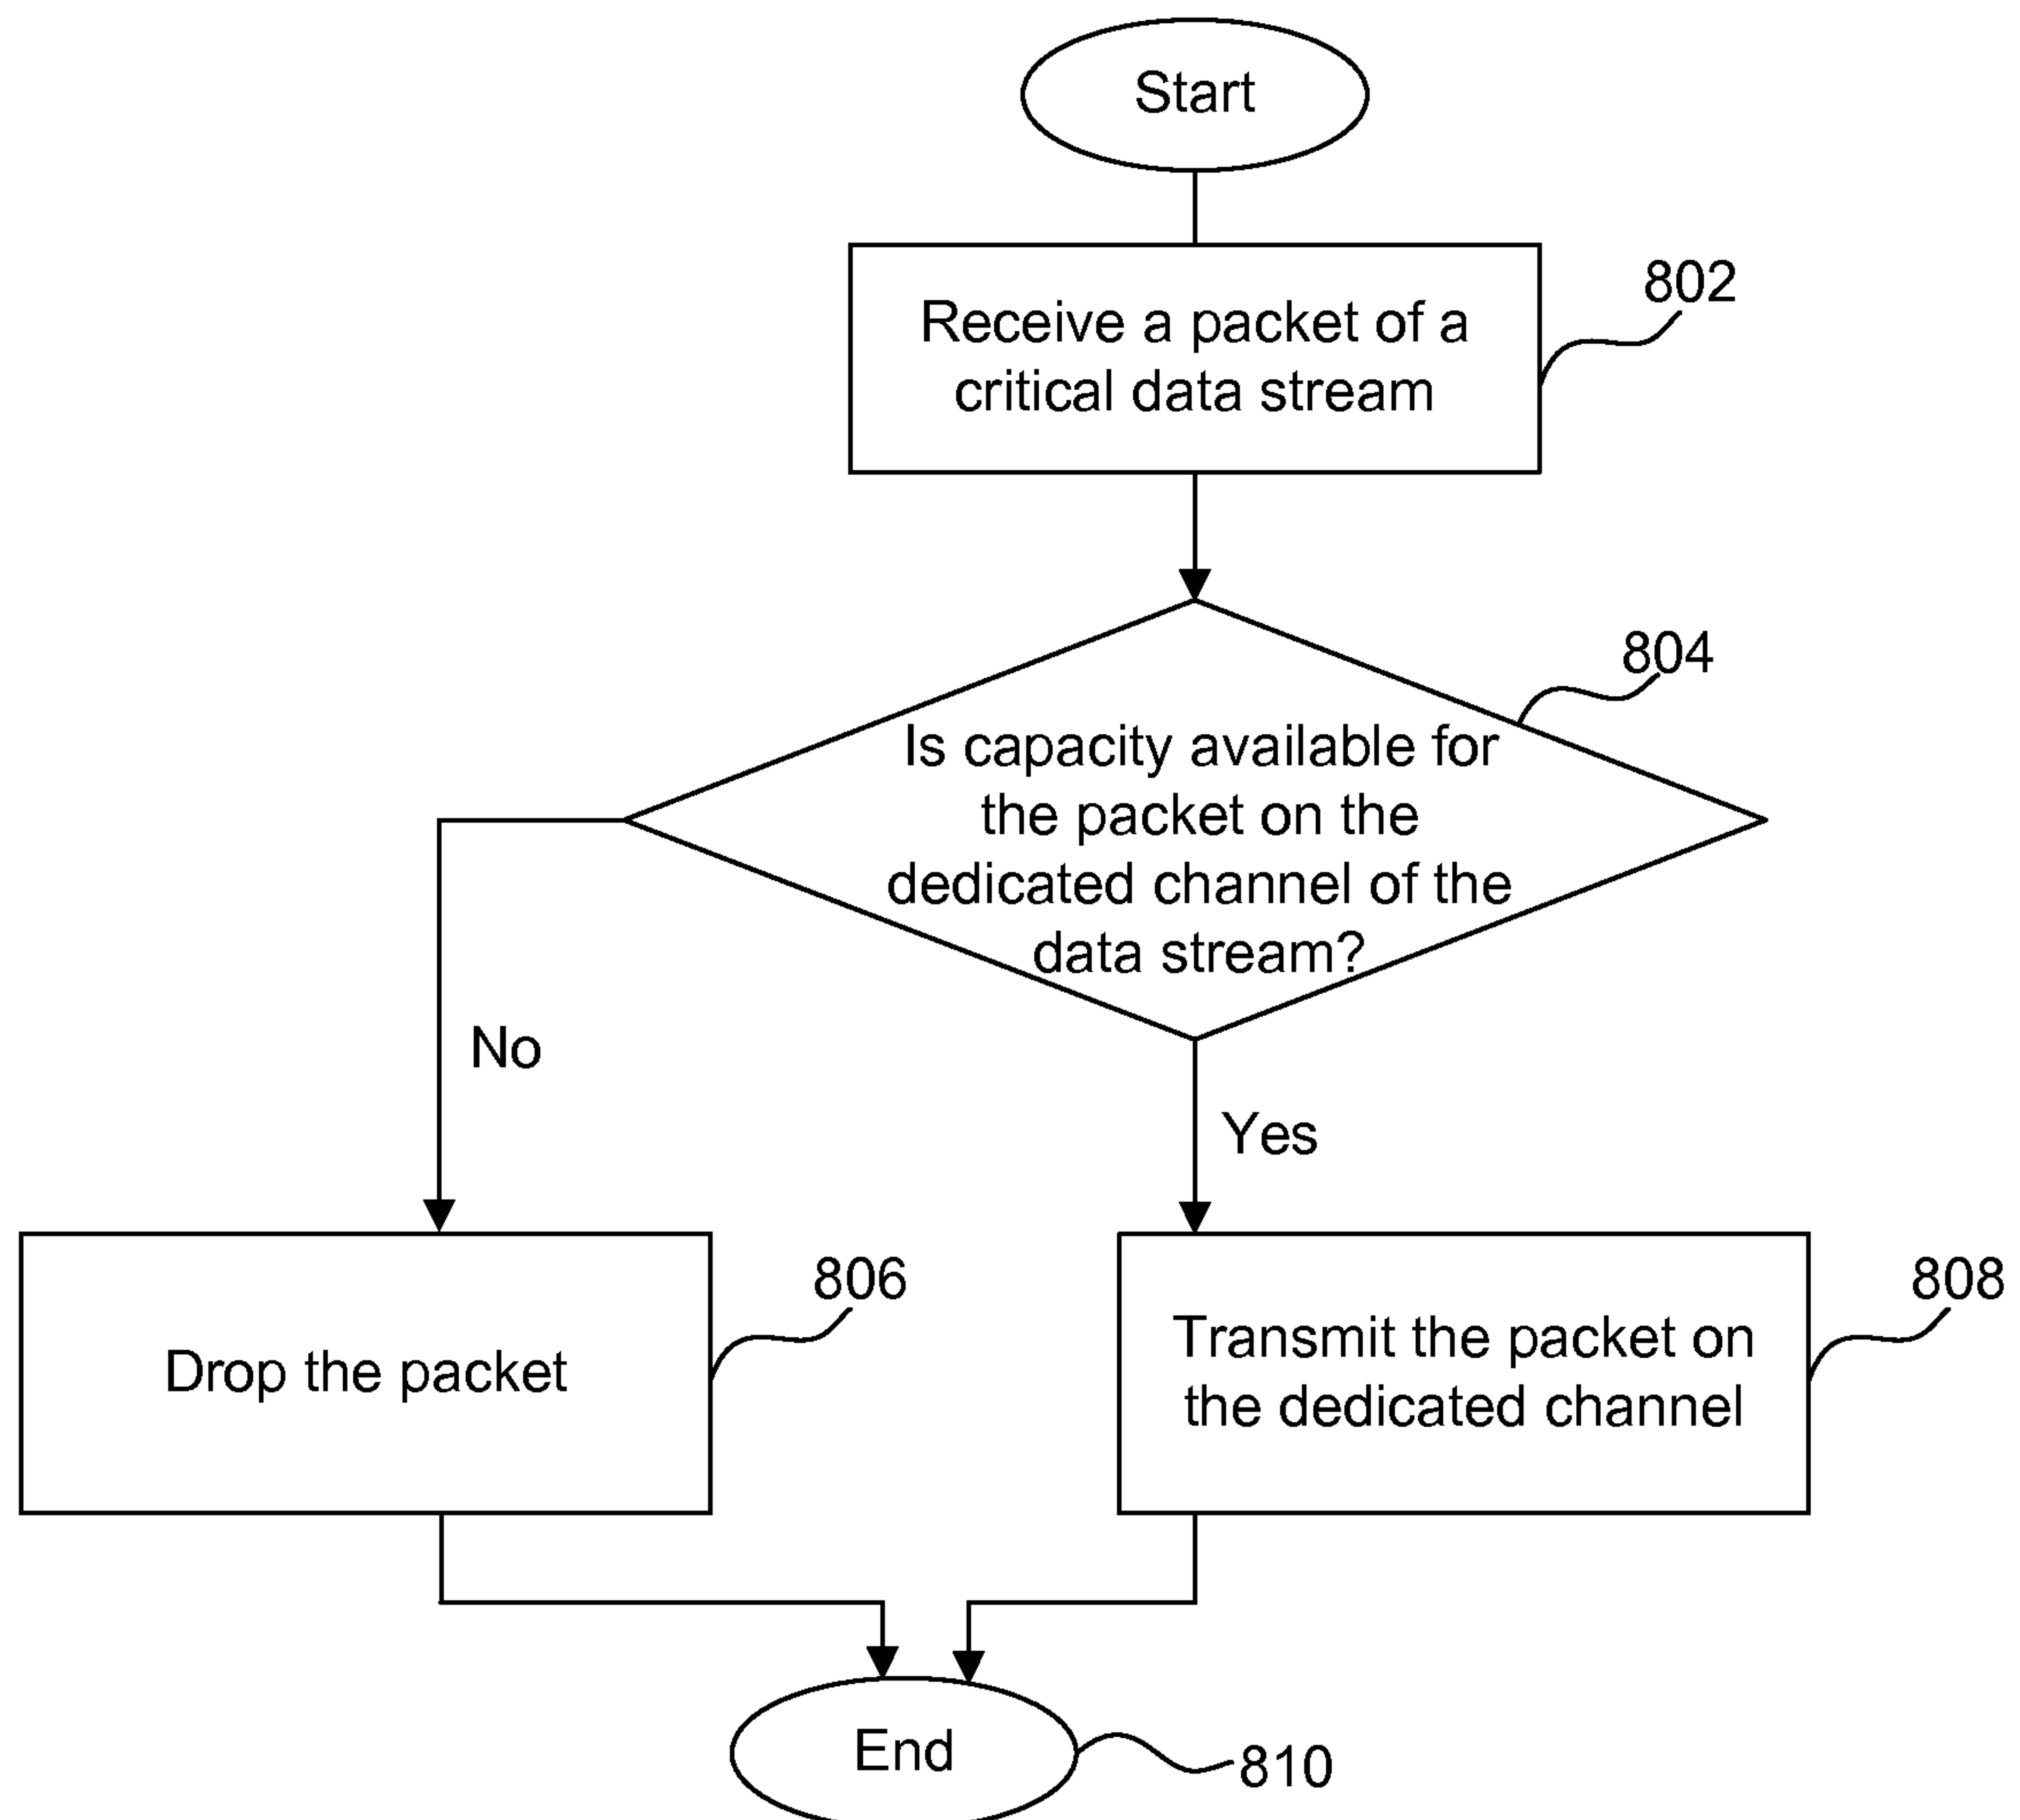 Start
802
Receive a packet of a
critical data stream
804
Is capacity available for
the packet on the
dedicated channel of the
data stream?
No
Yes
806
Drop the packet
808
Transmit the packet on
the dedicated channel
End
810